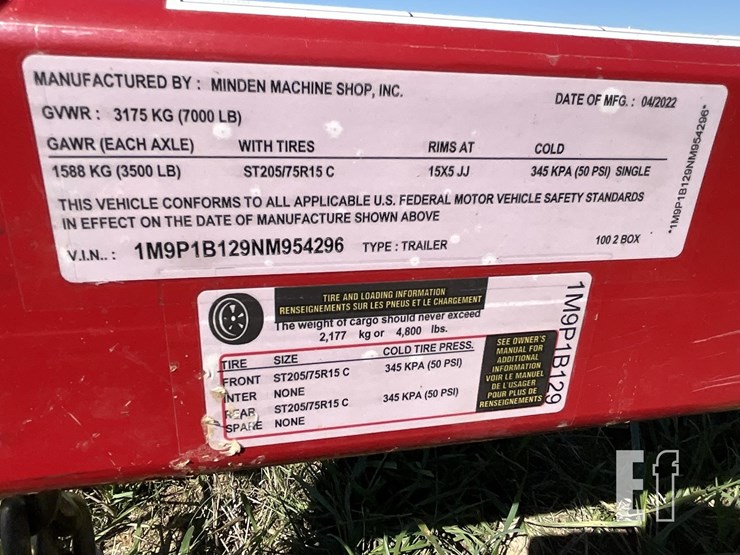 MANUFACTURED BY : MINDEN MACHINE SHOP, INC.
DATE OF MFG. : 04/2022
GVWR : 3175 KG (7000 LB)
GAWR (EACH AXLE) WITH TIRES RIMS AT COLD
1588 KG (3500 LB) ST205/75R15 C 15X5 JJ 345 KPA (50 PSI) SINGLE
THIS VEHICLE CONFORMS TO ALL APPLICABLE U.S. FEDERAL MOTOR VEHICLE SAFETY STANDARDS
IN EFFECT ON THE DATE OF MANUFACTURE SHOWN ABOVE
V.I.N.. : 1M9P1B129NM954296 TYPE : TRAILER 100 2 BOX
*1M9P1B129NM954296*
TIRE AND LOADING INFORMATION
RENSEIGNEMENTS SUR LES PNEUS ET LE CHARGEMENT
The weight of cargo should never exceed
2,177 kg or 4,800 lbs.
TIRE SIZE COLD TIRE PRESS.
FRONT ST205/75R15 C 345 KPA (50 PSI)
INTER NONE
REAR ST205/75R15 C 345 KPA (50 PSI)
SPARE NONE
SEE OWNER'S
MANUAL FOR
ADDITIONAL
INFORMATION
VOIR LE MANUEL
DE L'USAGER
POUR PLUS DE
RENSEIGNEMENTS
1M9P1B129
Ef